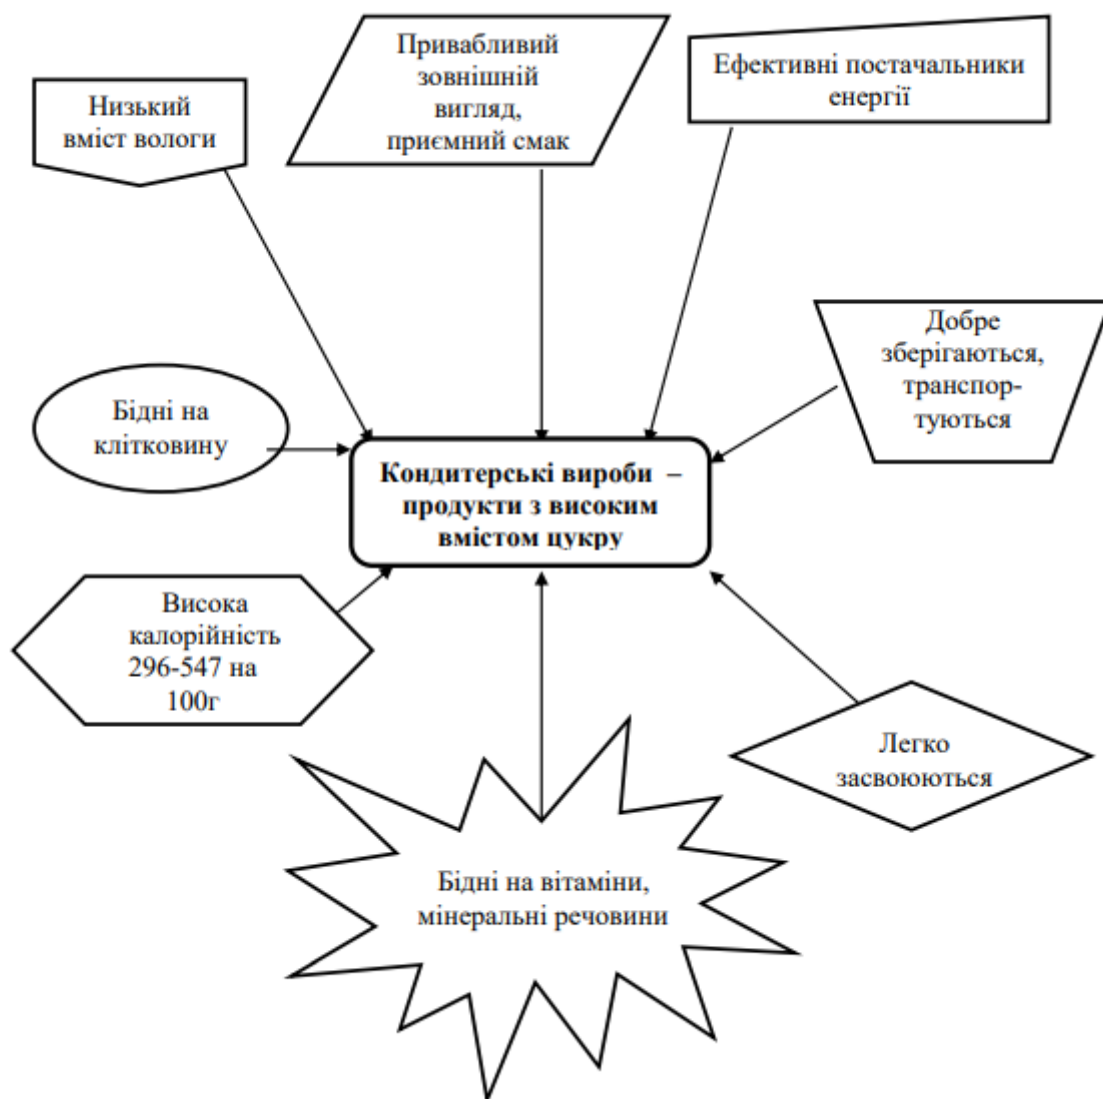 Низький
вміст вологи
Привабливий
зовнішній
вигляд,
приємний смак
Ефективні постачальники
енергії
Добре
зберігаються,
транспор-
туються
Бідні на
клітковину
Кондитерські вироби –
продукти з високим
вмістом цукру
Висока
калорійність
296-547 на
100г
Легко
засвоюються
Бідні на вітаміни,
мінеральні речовини